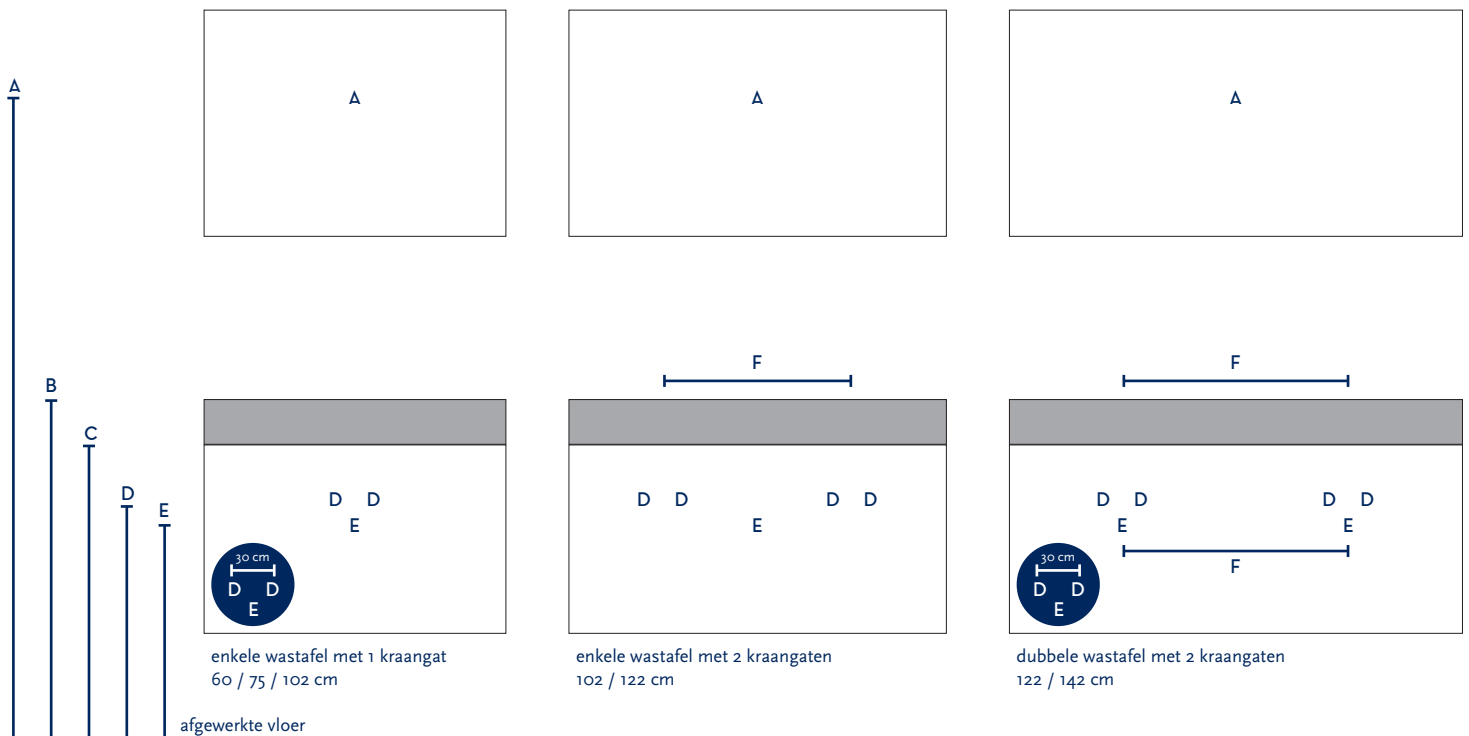 A
A
A
A
B
F
F
C
D
E
D D
E
D D D D
E
D D D D
E E
F
30 cm
D D
E
30 cm
D D
E
enkele wastafel met 1 kraangat
60 / 75 / 102 cm
enkele wastafel met 2 kraangaten
102 / 122 cm
dubbele wastafel met 2 kraangaten
122 / 142 cm
afgewerkte vloer